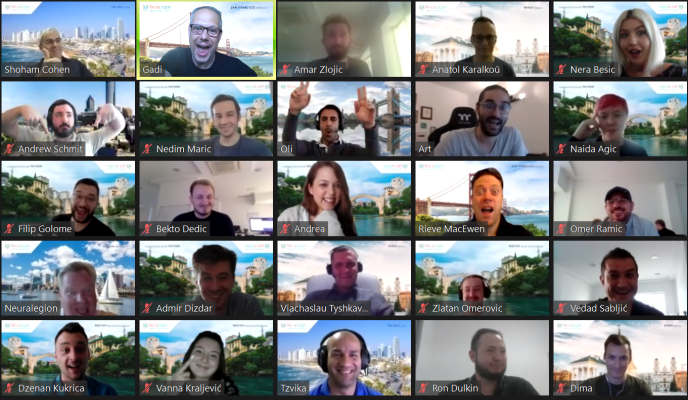 Shoham Cohen
Gadi
Amar Zlojic
Anatol Karalkoŭ
Nera Besic
Andrew Schmit
Nedim Maric
Oli
Art
Naida Agic
Filip Golome
Bekto Dedic
Andrea
Rieve MacEwen
Omer Ramic
Neuralegion
Admir Dizdar
Viachaslau Tyshkav...
Zlatan Omerovic
Vedad Sabljić
Dzenan Kukrica
Vanna Kraljević
Tzvika
Ron Dulkin
Dima